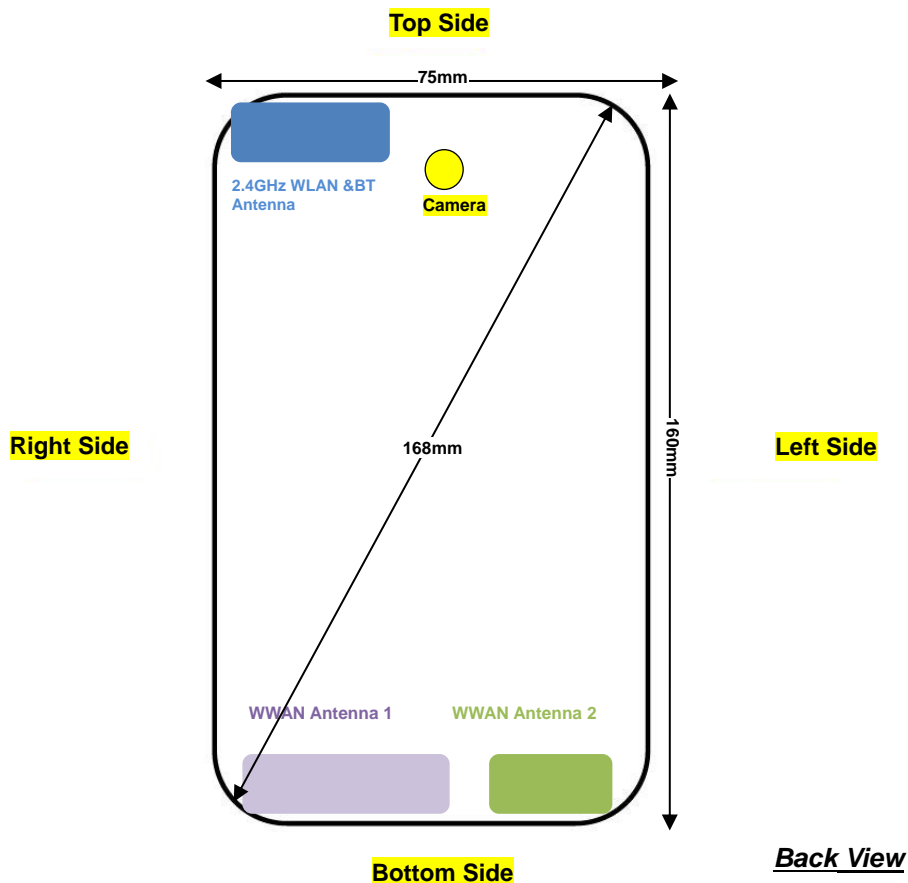 Top Side
75mm
2.4GHz WLAN &BT
Antenna
Camera
Right Side
168mm
160mm
Left Side
WWAN Antenna 1
WWAN Antenna 2
Bottom Side
Back View